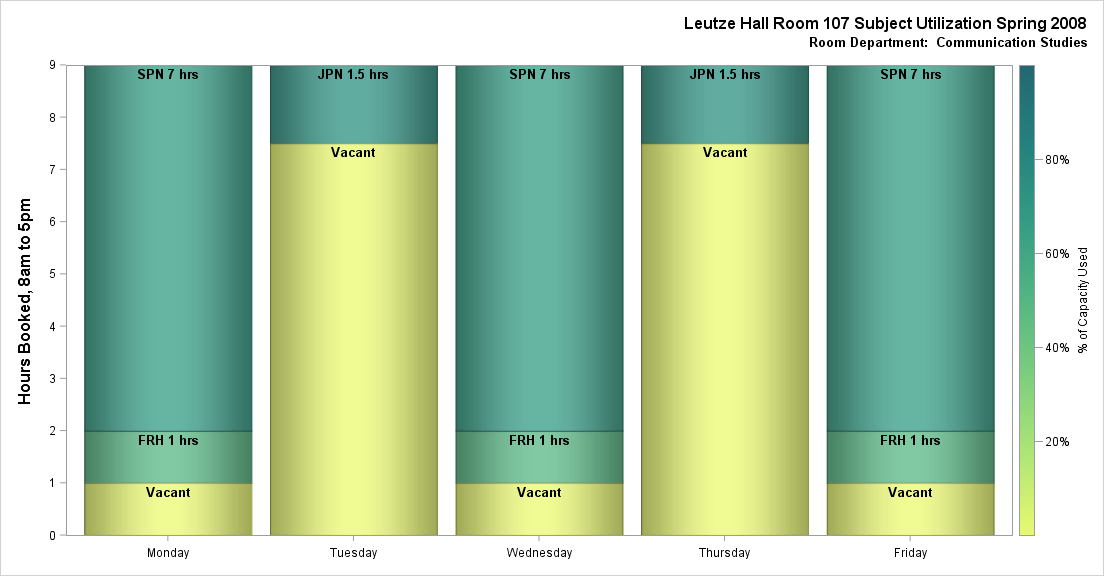 Leutze Hall Room 107 Subject Utilization Spring 2008
Room Department: Communication Studies
Hours Booked, 8am to 5pm
9
8
7
6
5
4
3
2
1
0
SPN 7 hrs
FRH 1 hrs
Vacant
JPN 1.5 hrs
Vacant
SPN 7 hrs
FRH 1 hrs
Vacant
JPN 1.5 hrs
Vacant
SPN 7 hrs
FRH 1 hrs
Vacant
Monday
Tuesday
Wednesday
Thursday
Friday
80%
60%
40%
20%
% of Capacity Used